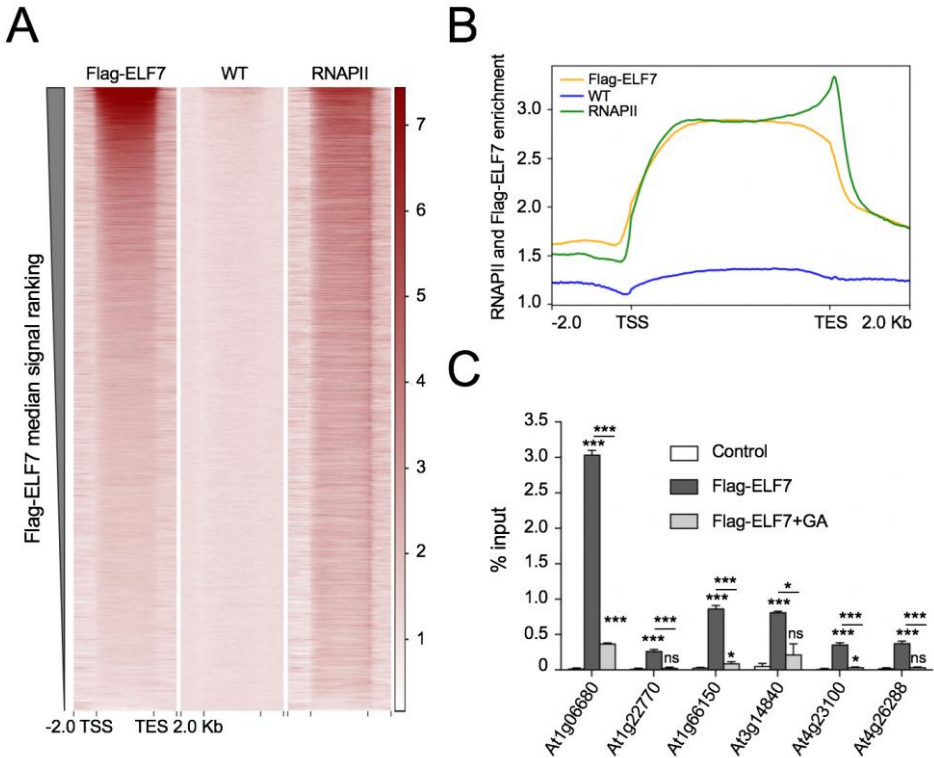 A
Flag-ELF7 WT RNAPII
Flag-ELF7 median signal ranking
7
6
5
4
3
2
1
-2.0 TSS TES 2.0 Kb
B
RNAPII and Flag-ELF7 enrichment
3.0
2.5
2.0
1.5
1.0
Flag-ELF7
WT
RNAPII
-2.0 TSS TES 2.0 Kb
C
% input
3.5
3.0
2.5
2.0
1.5
1.0
0.5
0
Control
Flag-ELF7
Flag-ELF7+GA
*** *** ***
*** *** ns
*** *** *
*** * ns
*** *** *
*** *** ns
At1g06680
At1g22770
At1g66150
At3g14840
At4g23100
At4g26288